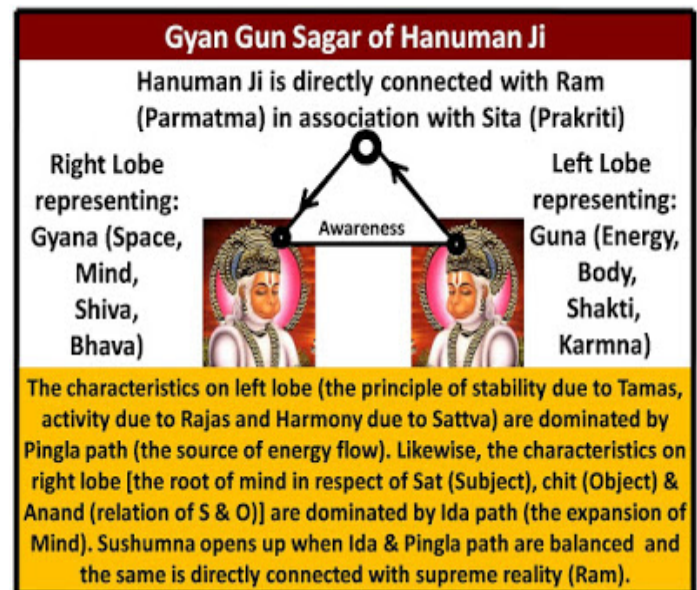 Gyan Gun Sagar of Hanuman Ji
Hanuman Ji is directly connected with Ram
(Parmatma) in association with Sita (Prakriti)
Right Lobe
representing:
Gyana (Space,
Mind,
Shiva,
Bhava)
Awareness
Left Lobe
representing:
Guna (Energy,
Body,
Shakti,
Karmna)
The characteristics on left lobe (the principle of stability due to Tamas,
activity due to Rajas and Harmony due to Sattva) are dominated by
Pingla path (the source of energy flow). Likewise, the characteristics on
right lobe [the root of mind in respect of Sat (Subject), chit (Object) &
Anand (relation of S & O)] are dominated by Ida path (the expansion of
Mind). Sushumna opens up when Ida & Pingla path are balanced and
the same is directly connected with supreme reality (Ram).